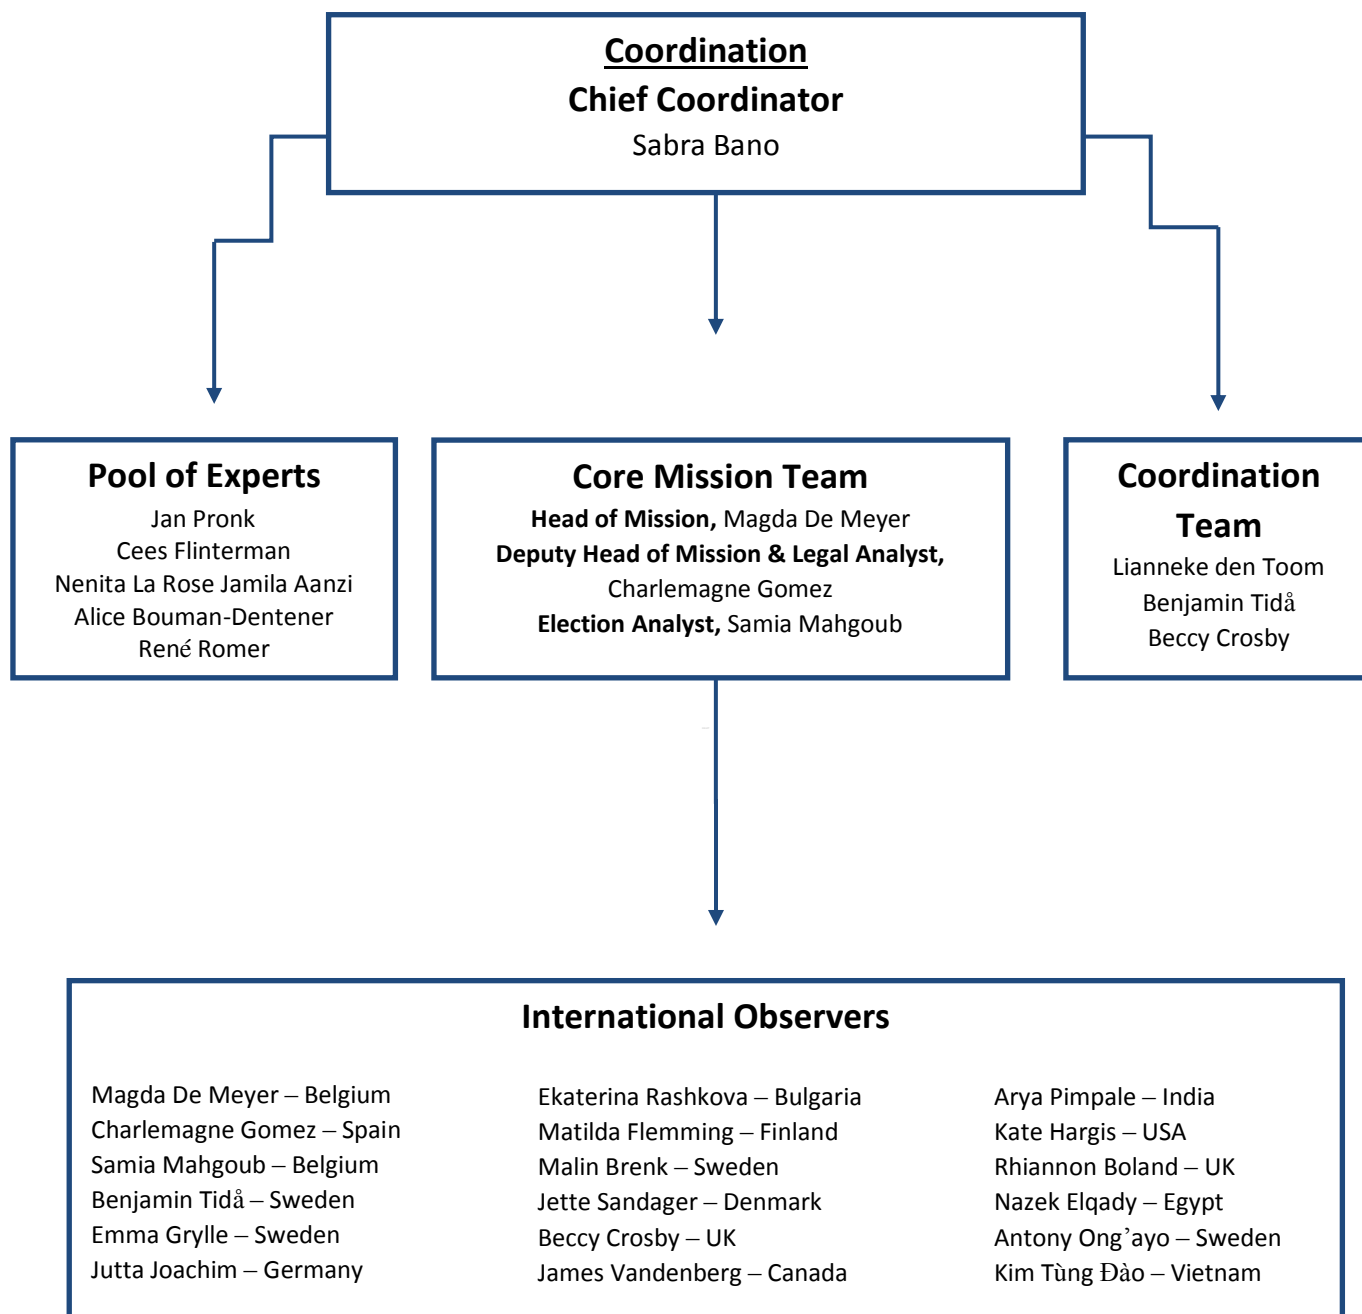 Coordination
Chief Coordinator
Sabra Bano
Pool of Experts
Jan Pronk
Cees Flinterman
Nenita La Rose Jamila Aanzi
Alice Bouman-Dentener
René Romer
Core Mission Team
Head of Mission, Magda De Meyer
Deputy Head of Mission & Legal Analyst,
Charlemagne Gomez
Election Analyst, Samia Mahgoub
Coordination
Team
Lianneke den Toom
Benjamin Tidå
Beccy Crosby
International Observers
Magda De Meyer – Belgium
Charlemagne Gomez – Spain
Samia Mahgoub – Belgium
Benjamin Tidå – Sweden
Emma Grylle – Sweden
Jutta Joachim – Germany
Ekaterina Rashkova – Bulgaria
Matilda Flemming – Finland
Malin Brenk – Sweden
Jette Sandager – Denmark
Beccy Crosby – UK
James Vandenberg – Canada
Arya Pimpale – India
Kate Hargis – USA
Rhiannon Boland – UK
Nazek Elqady – Egypt
Antony Ong’ayo – Sweden
Kim Tùng Đào – Vietnam